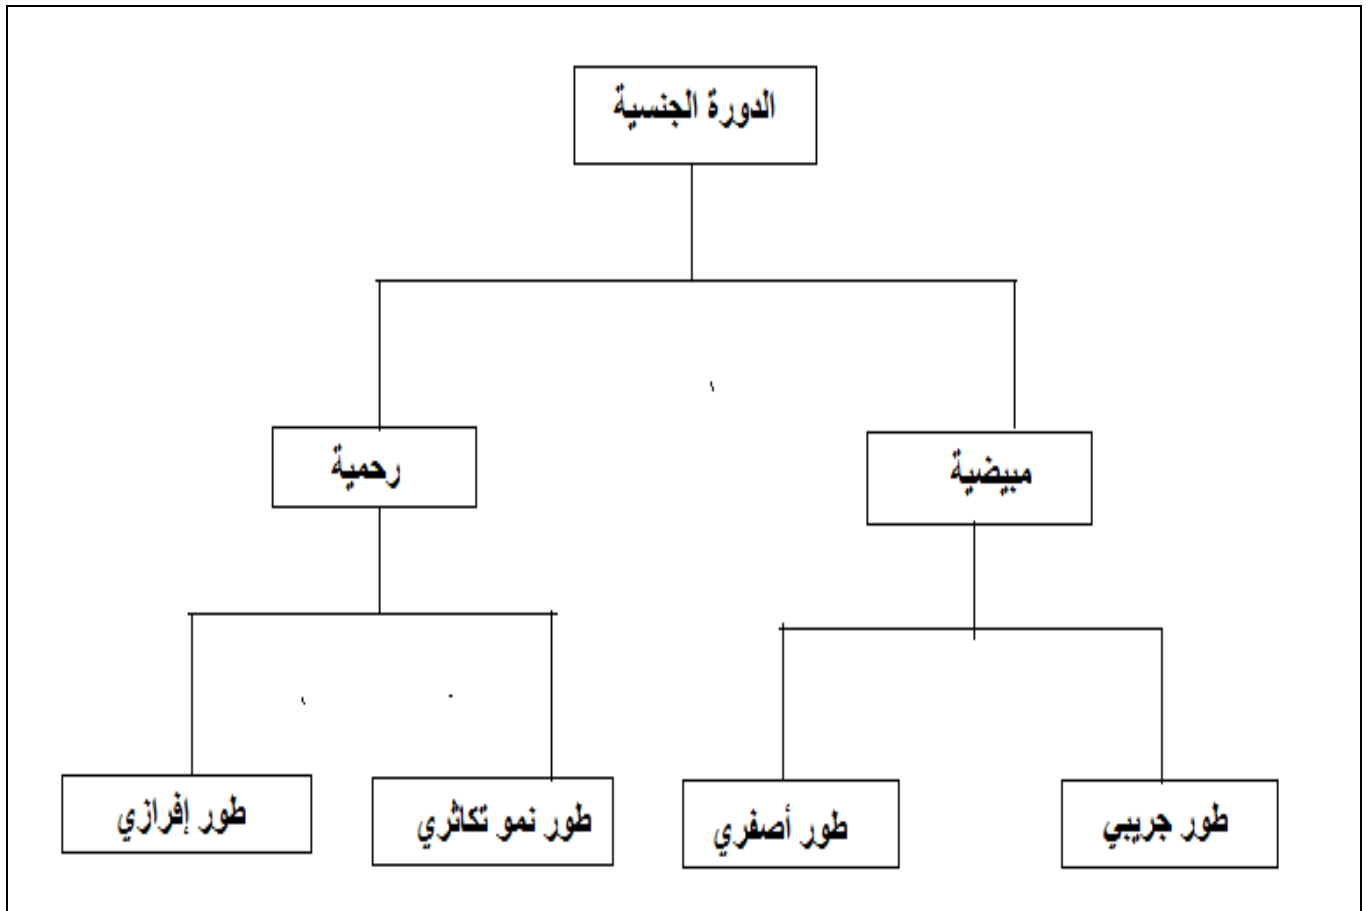 الدورة الجنسية
مبيضية
رحمية
طور جريبي
طور أصفري
طور نمو تكاثري
طور إفرازي